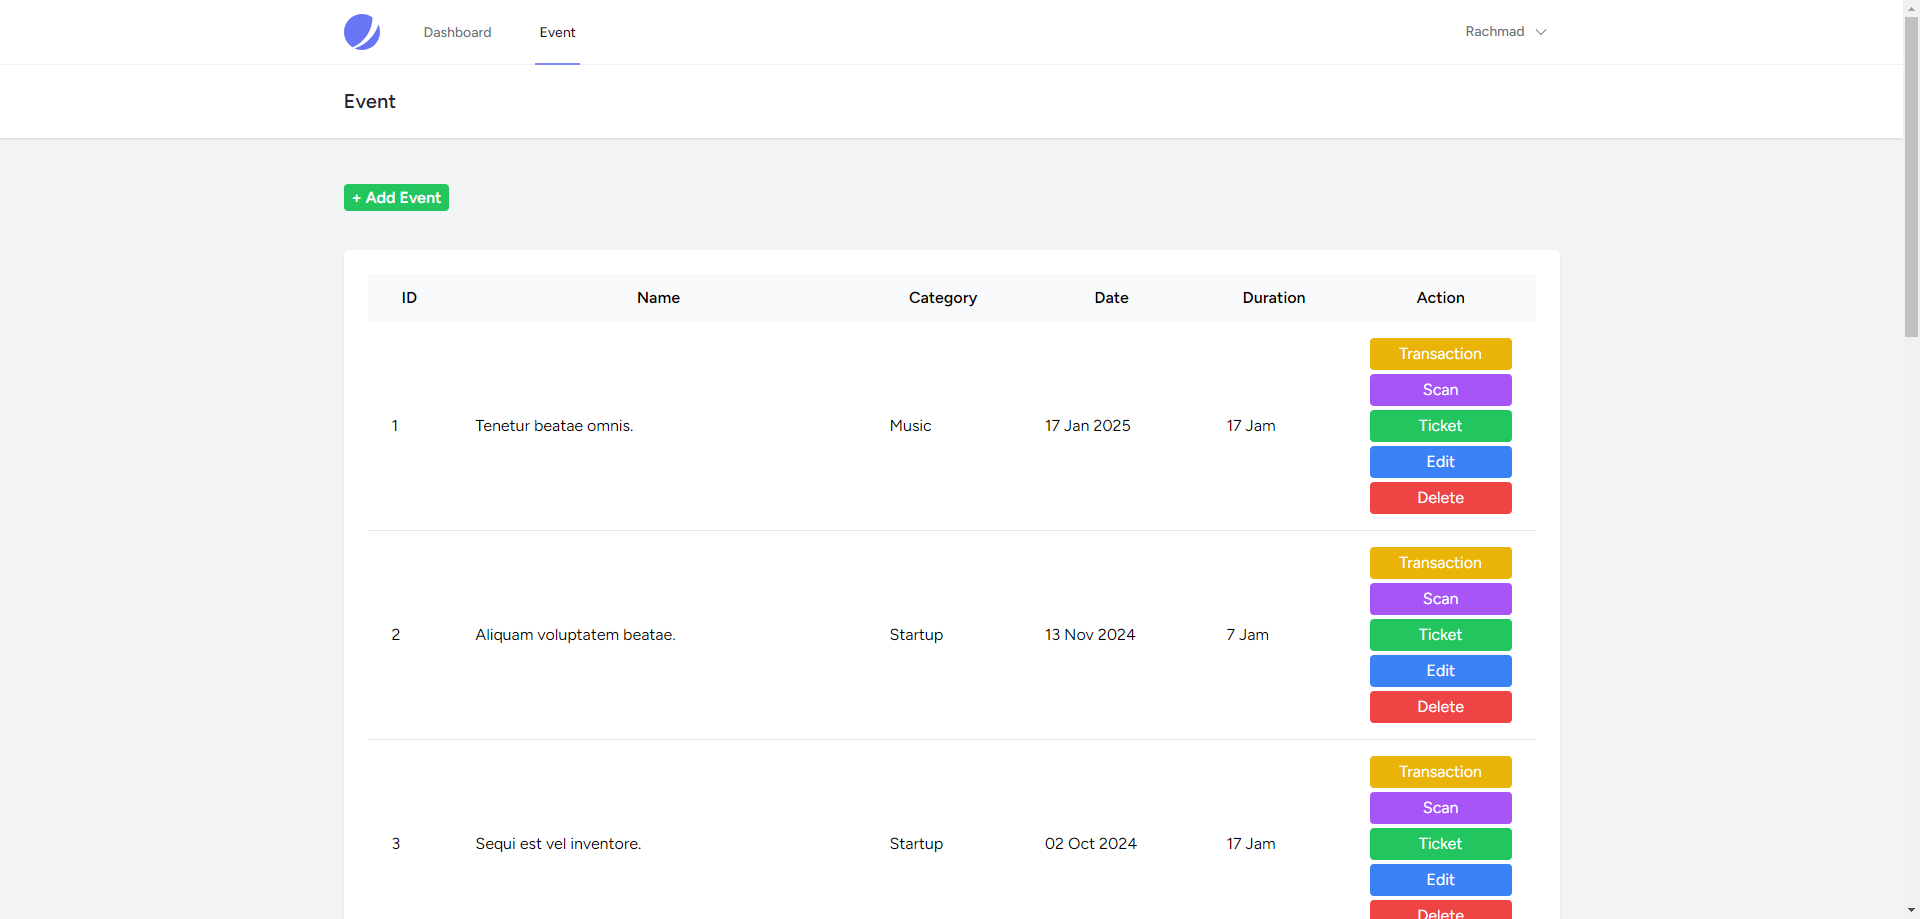 Dashboard Event Rachmad
Event
+ Add Event
ID Name Category Date Duration Action
Transaction
Scan
1 Tenetur beatae omnis. Music 17 Jan 2025 17 Jam Ticket
Edit
Delete
Transaction
Scan
2 Aliquam voluptatem beatae. Startup 13 Nov 2024 7 Jam Ticket
Edit
Delete
Transaction
Scan
3 Sequi est vel inventore. Startup 02 Oct 2024 17 Jam Ticket
Edit
Delete